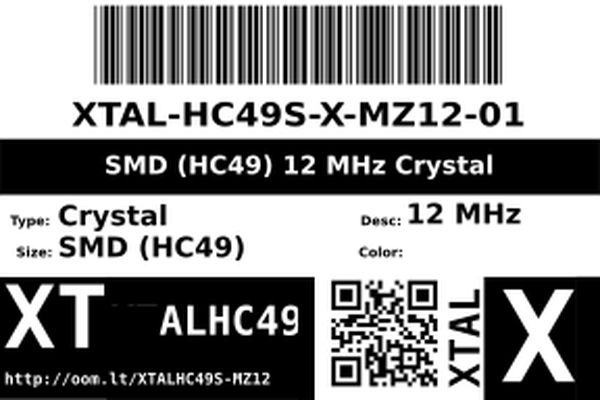 XTAL-HC49S-X-MZ12-01
SMD (HC49) 12 MHz Crystal
Type: Crystal
Desc: 12 MHz
Size: SMD (HC49)
Color:
XT ALHC49
http://oom.lt/XTALHC49S-MZ12
XTAL
X